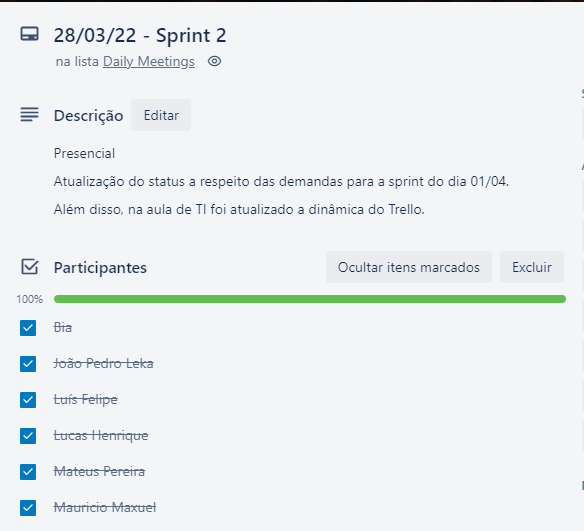 28/03/22 - Sprint 2
na lista Daily Meetings
Descrição Editar
Presencial
Atualização do status a respeito das demandas para a sprint do dia 01/04.
Além disso, na aula de TI foi atualizado a dinâmica do Trello.
Participantes Ocultar itens marcados Excluir
100%
Bia
João Pedro Leka
Luís Felipe
Lucas Henrique
Mateus Pereira
Mauricio Maxuel